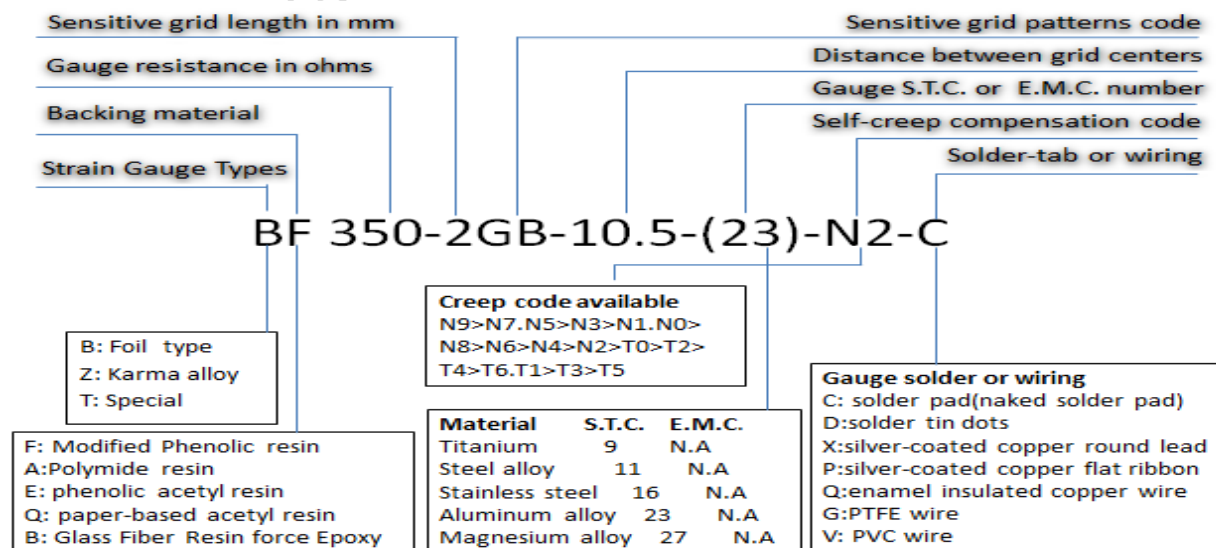 Sensitive grid length in mm
Gauge resistance in ohms
Backing material
Strain Gauge Types
Sensitive grid patterns code
Distance between grid centers
Gauge S.T.C. or E.M.C. number
Self-creep compensation code
Solder-tab or wiring
BF 350-2GB-10.5-(23)-N2-C
B: Foil type
Z: Karma alloy
T: Special
F: Modified Phenolic resin
A:Polymide resin
E: phenolic acetyl resin
Q: paper-based acetyl resin
B: Glass Fiber Resin force Epoxy
Creep code available
N9>N7.N5>N3>N1.N0>
N8>N6>N4>N2>T0>T2>
T4>T6.T1>T3>T5
Material S.T.C. E.M.C.
Titanium 9 N.A
Steel alloy 11 N.A
Stainless steel 16 N.A
Aluminum alloy 23 N.A
Magnesium alloy 27 N.A
Gauge solder or wiring
C: solder pad(naked solder pad)
D:solder tin dots
X:silver-coated copper round lead
P:silver-coated copper flat ribbon
Q:enamel insulated copper wire
G:PTFE wire
V: PVC wire